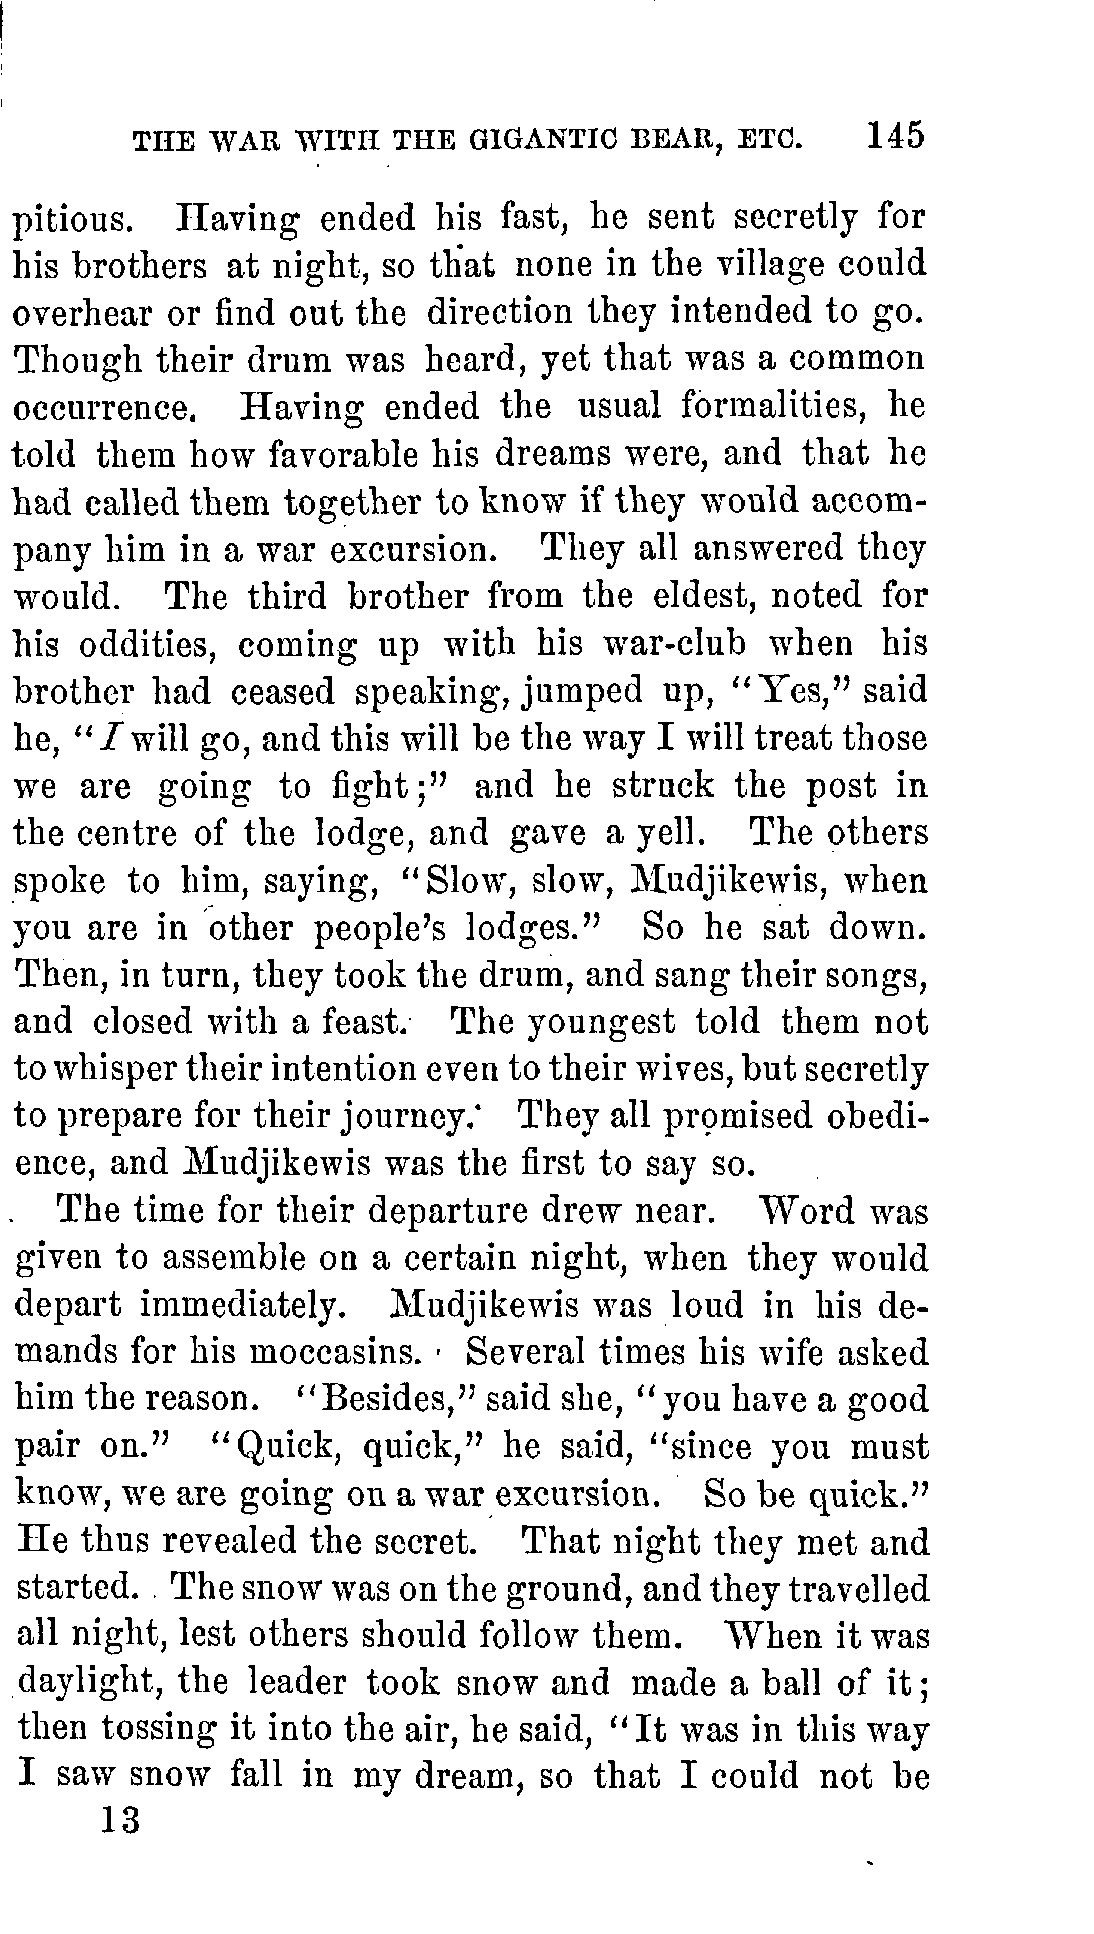 THE WAR WITH THE GIGANTIC BEAR, ETC. 145
pitious. Having ended his fast, he sent secretly for
his brothers at night, so that none in the village could
overhear or find out the direction they intended to go.
Though their drum was heard, yet that was a common
occurrence. Having ended the usual formalities, he
told them how favorable his dreams were, and that he
had called them together to know if they would accom-
pany him in a war excursion. They all answered they
would. The third brother from the eldest, noted for
his oddities, coming up with his war-club when his
brother had ceased speaking, jumped up, "Yes," said
he, "I will go, and this will be the way I will treat those
we are going to fight;" and he struck the post in
the centre of the lodge, and gave a yell. The others
spoke to him, saying, "Slow, slow, Mudjikewis, when
you are in other people's lodges." So he sat down.
Then, in turn, they took the drum, and sang their songs,
and closed with a feast. The youngest told them not
to whisper their intention even to their wives, but secretly
to prepare for their journey. They all promised obedi-
ence, and Mudjikewis was the first to say so.
The time for their departure drew near. Word was
given to assemble on a certain night, when they would
depart immediately. Mudjikewis was loud in his de-
mands for his moccasins. Several times his wife asked
him the reason. "Besides," said she, "you have a good
pair on." "Quick, quick," he said, "since you must
know, we are going on a war excursion. So be quick."
He thus revealed the secret. That night they met and
started. The snow was on the ground, and they travelled
all night, lest others should follow them. When it was
daylight, the leader took snow and made a ball of it;
then tossing it into the air, he said, "It was in this way
I saw snow fall in my dream, so that I could not be
13